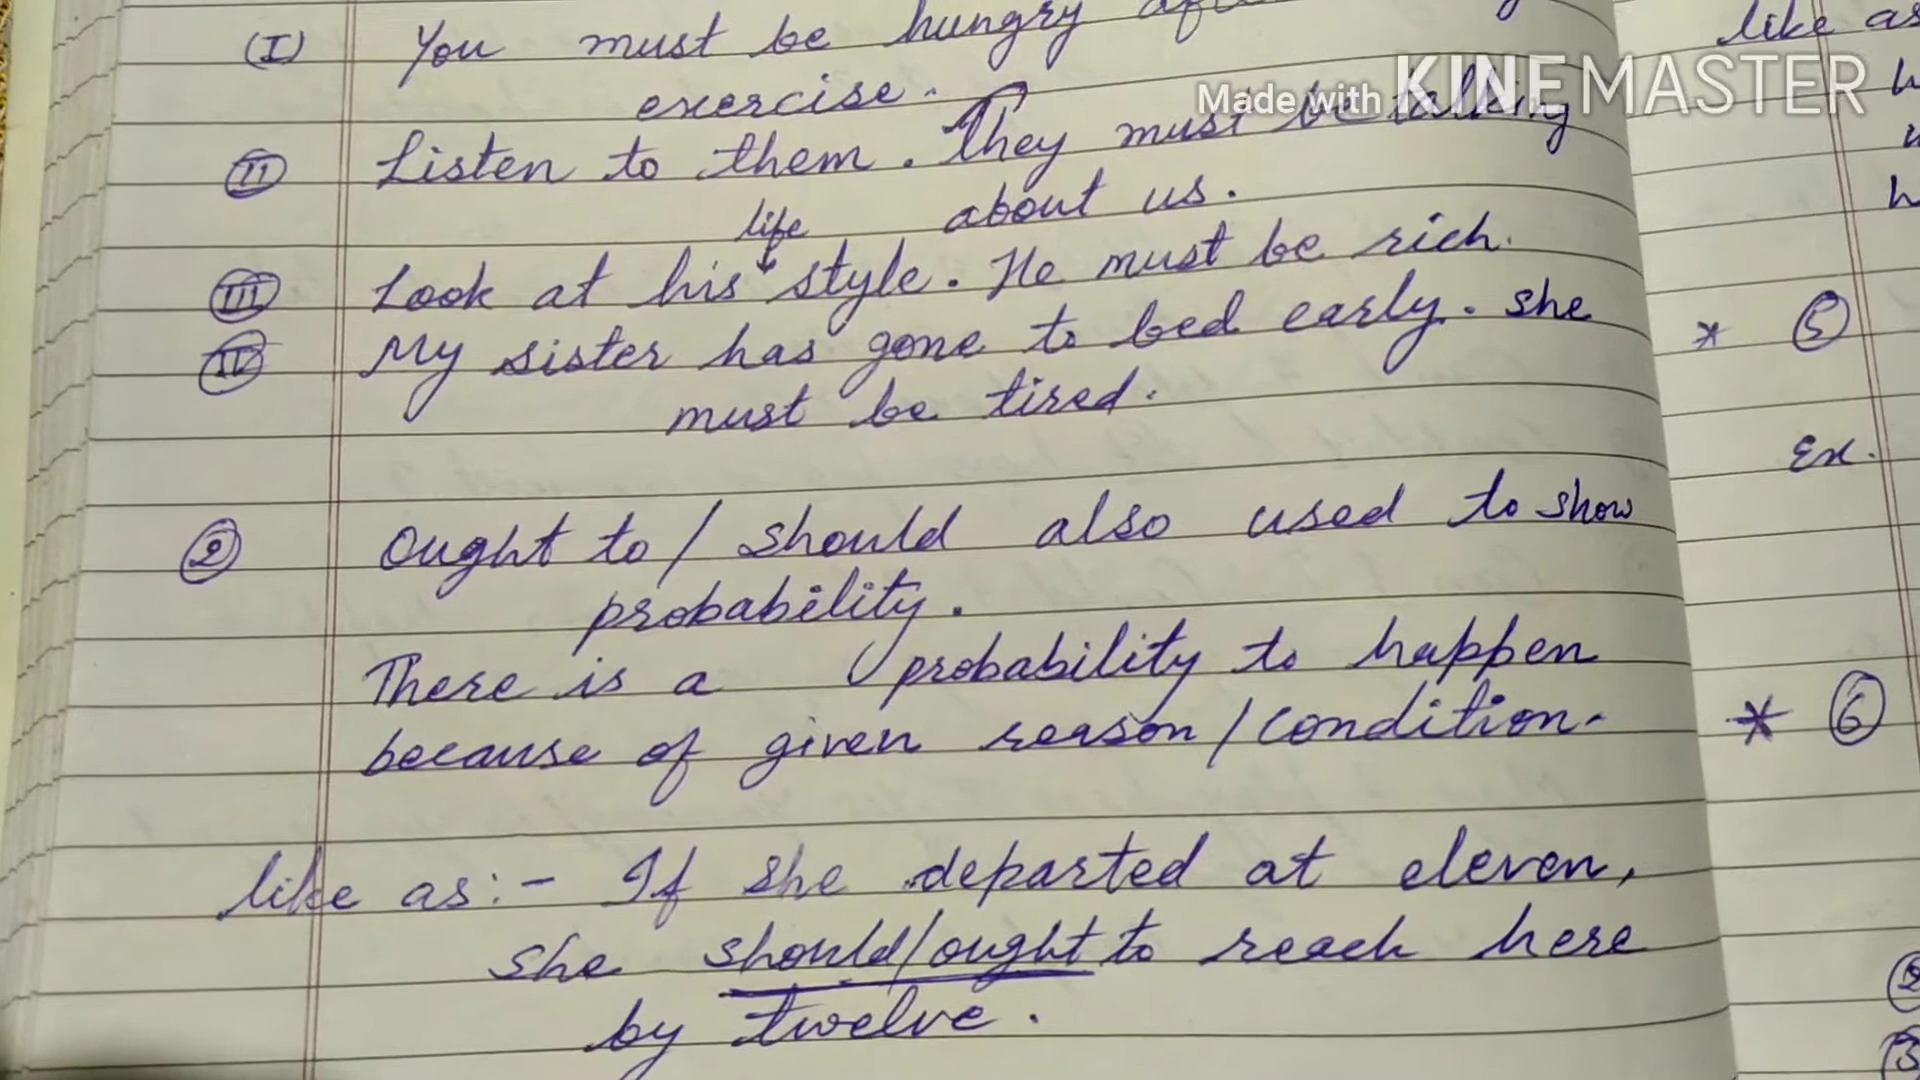 (I) You must be hungry
exercise.
Made with KINEMASTER
(II) Listen to them. They must be talking
about us.
life
(III) Look at his style. He must be rich.
(IV) My sister has gone to bed early. She
must be tired.
(2) Ought to / should also used to show
probability.
There is a probability to happen
because of given reason / condition.
like as:- If she departed at eleven,
she should/ought to reach here
by twelve.
like as
* (5)
Ex.
* (6)